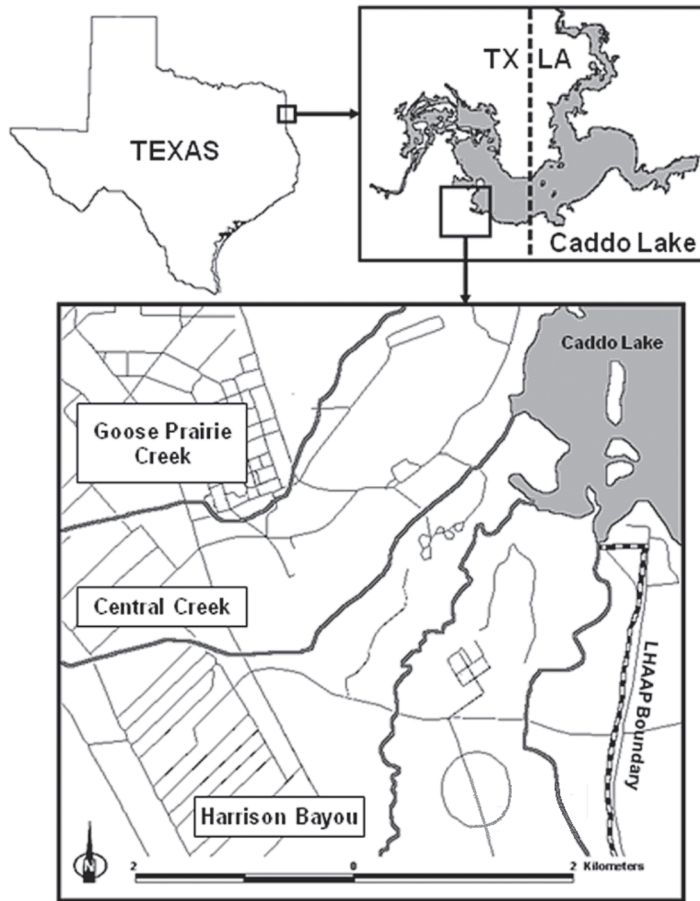 TEXAS
TX LA
Caddo Lake
Caddo Lake
Goose Prairie
Creek
Central Creek
LHAAP Boundary
Harrison Bayou
N
2 0 2 Kilometers